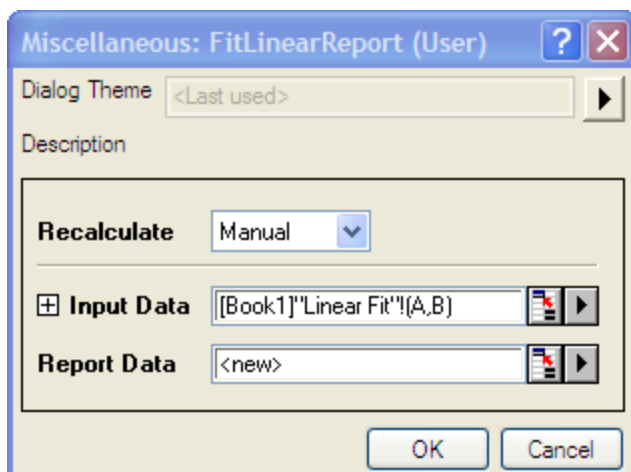 Miscellaneous: FitLinearReport (User)
Dialog Theme <Last used>
Description
Recalculate Manual
Input Data [Book1]"Linear Fit"!(A,B)
Report Data <new>
OK Cancel